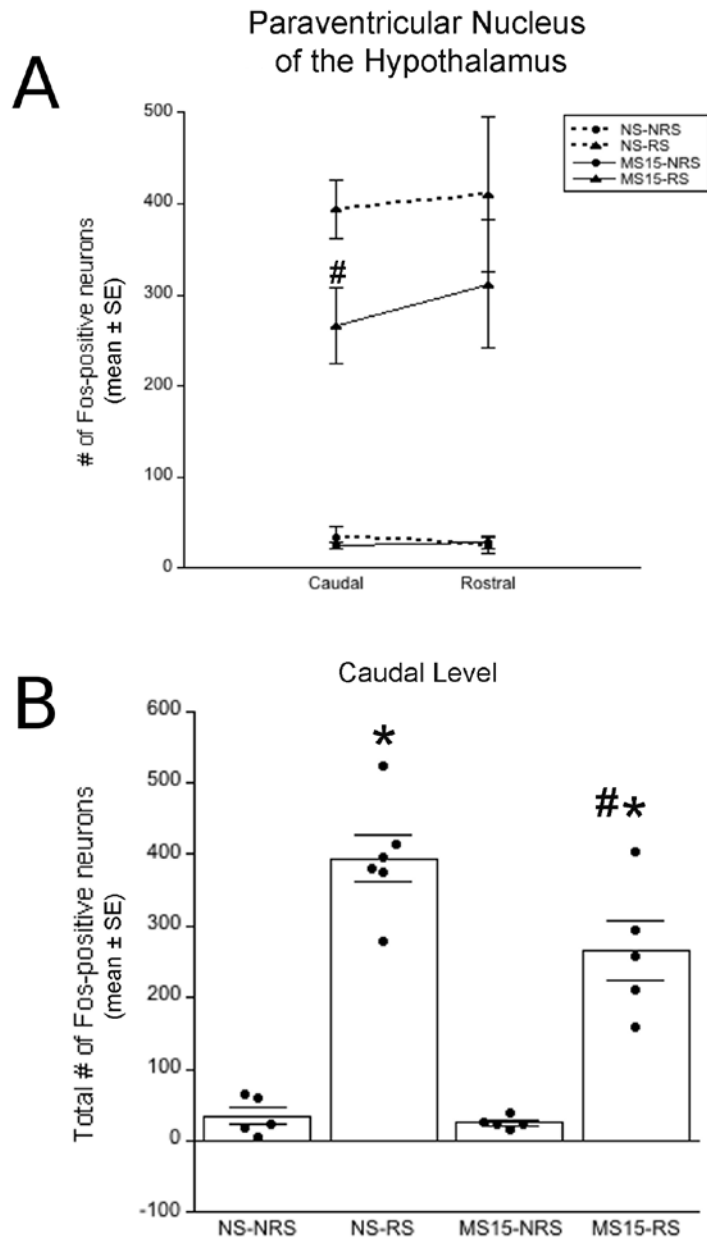 Paraventricular Nucleus
of the Hypothalamus
A
500
400
300
200
100
0
# of Fos-positive neurons
(mean ± SE)
#
NS-NRS
NS-RS
MS15-NRS
MS15-RS
Caudal Rostral
Caudal Level
B
600
500
400
300
200
100
0
-100
Total # of Fos-positive neurons
(mean ± SE)
*
#*
NS-NRS NS-RS MS15-NRS MS15-RS